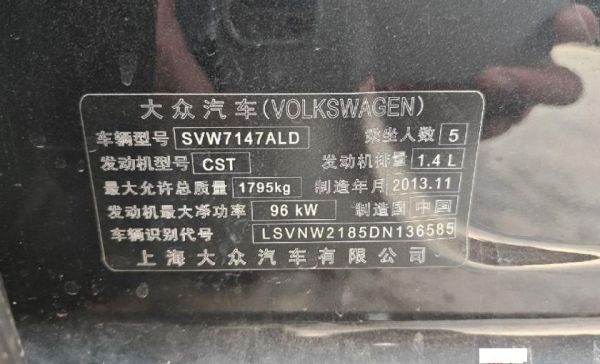 大众汽车(VOLKSWAGEN)
车辆型号 SVW7147ALD 乘坐人数 5
发动机型号 CST 发动机排量 1.4 L
最大允许总质量 1795kg 制造年月 2013.11
发动机最大净功率 96 kW 制造国 中国
车辆识别代号 LSVNW2185DN136585
上海大众汽车有限公司